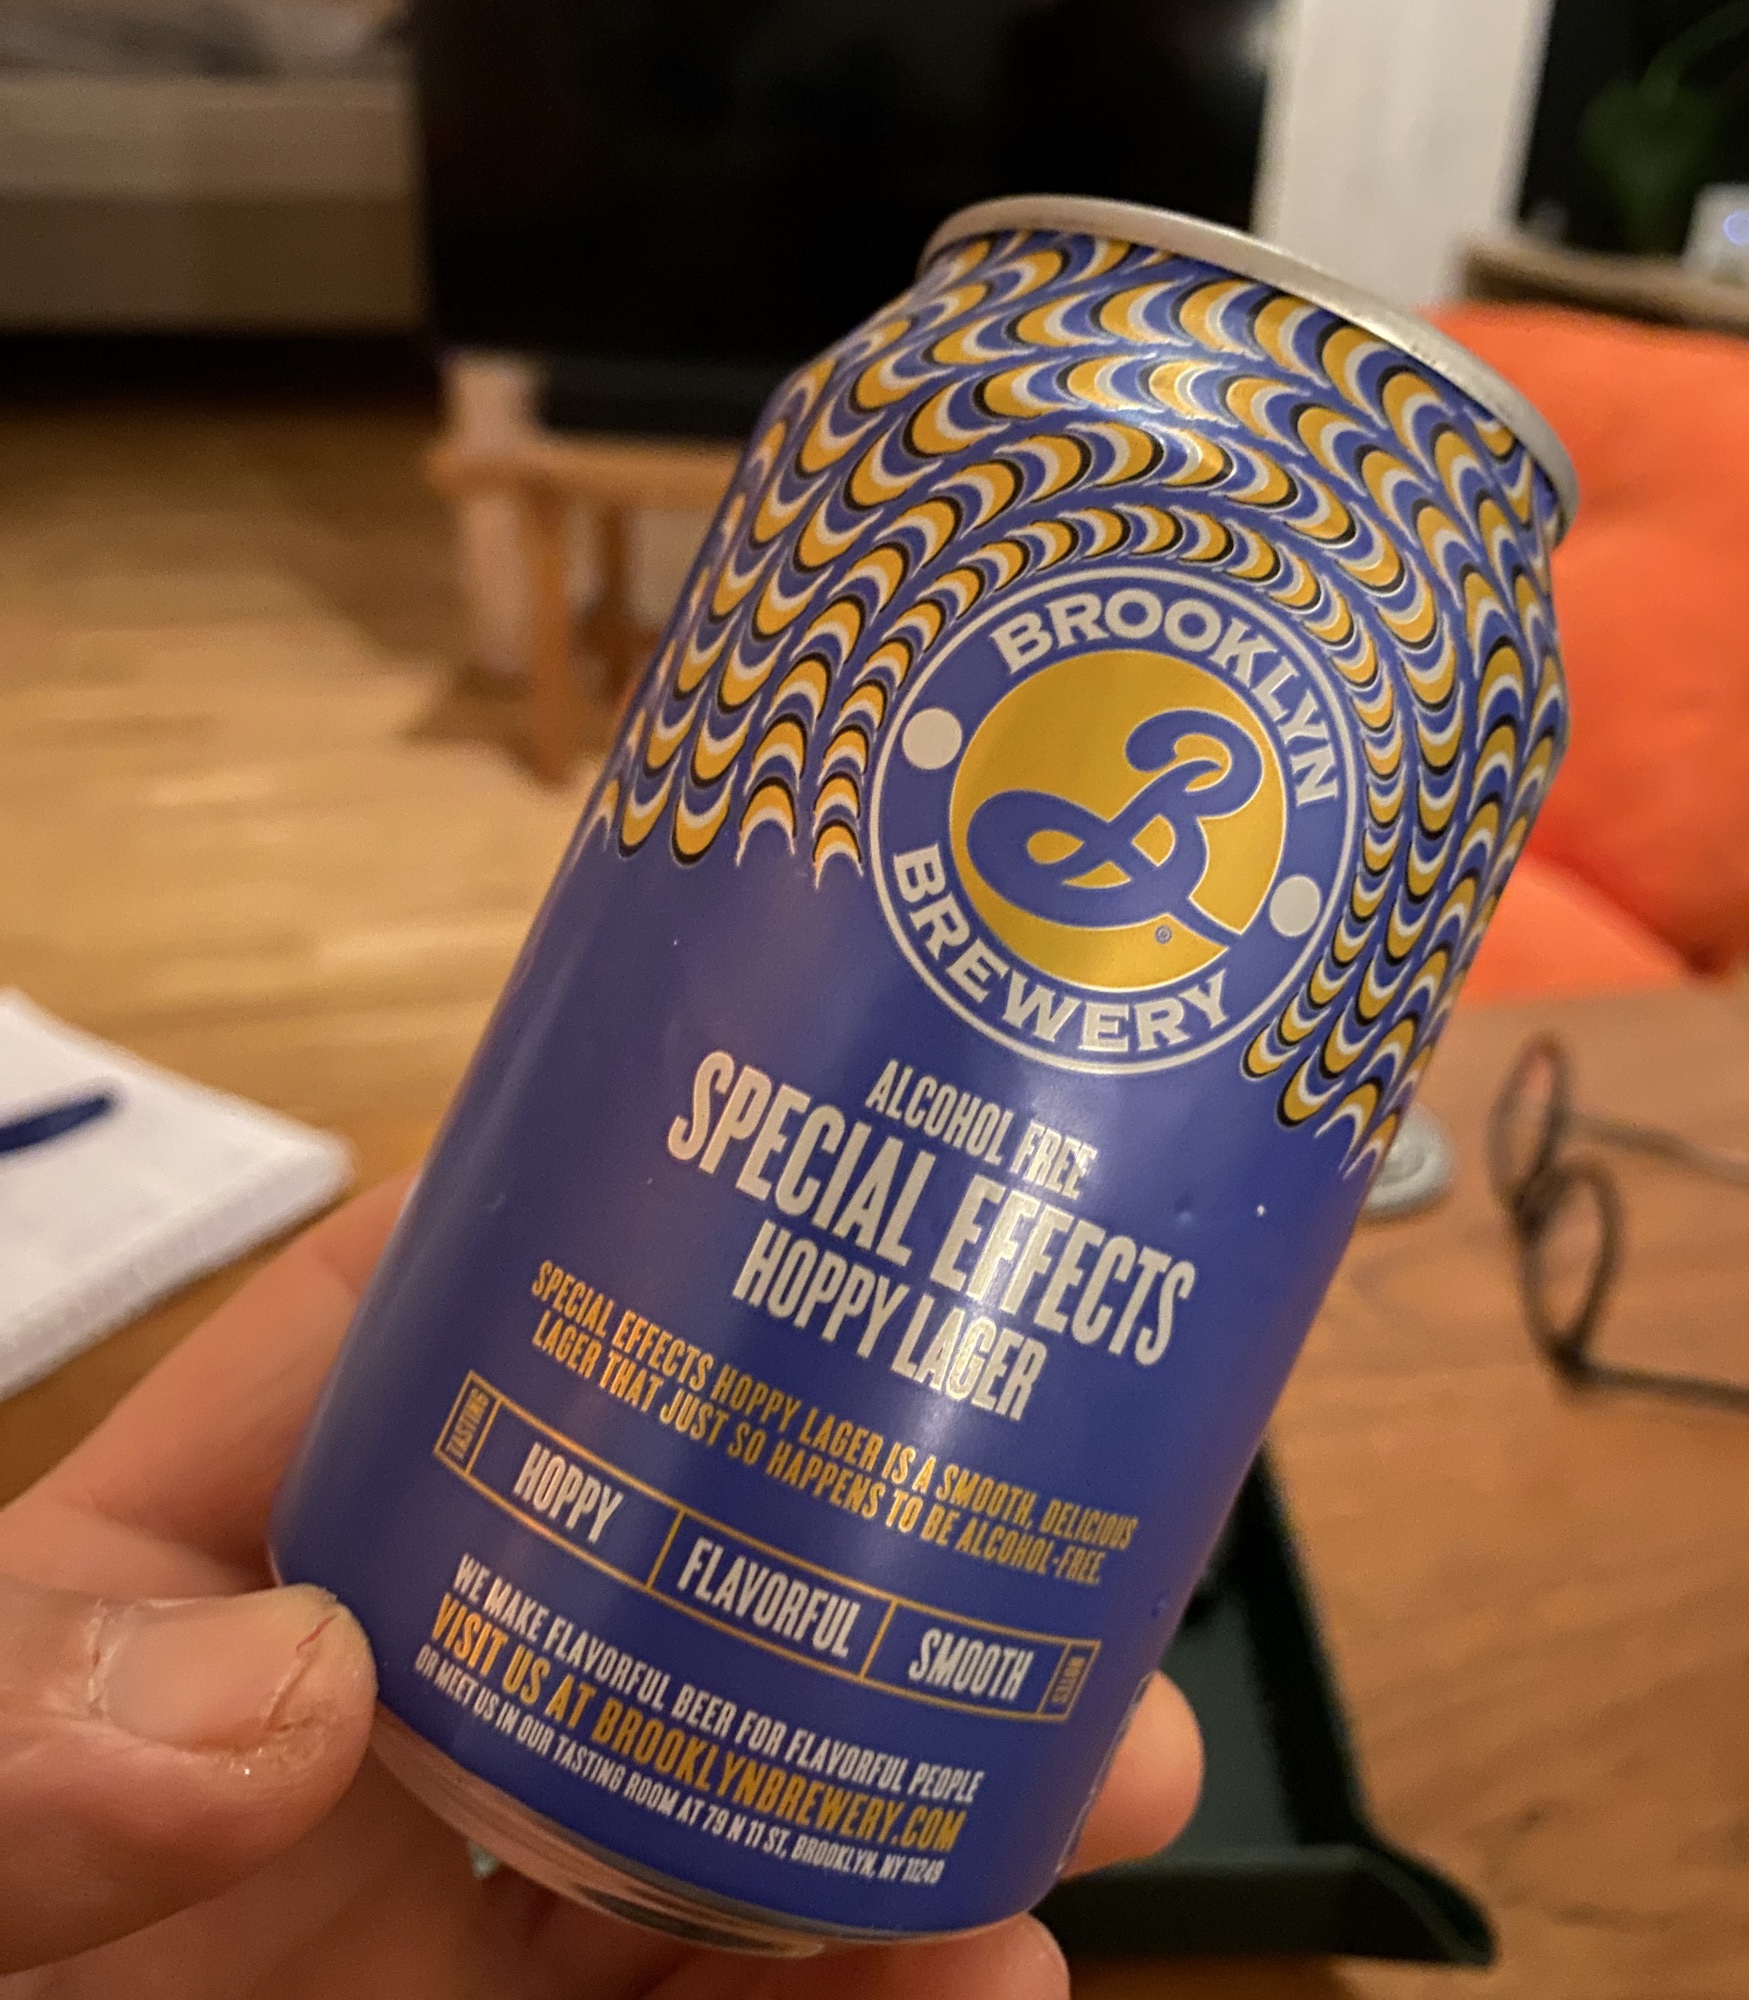 BROOKLYN
BREWERY
ALCOHOL FREE
SPECIAL EFFECTS
HOPPY LAGER
SPECIAL EFFECTS HOPPY LAGER IS A SMOOTH, DELICIOUS
LAGER THAT JUST SO HAPPENS TO BE ALCOHOL-FREE.
TASTING HOPPY FLAVORFUL SMOOTH NOTES
WE MAKE FLAVORFUL BEER FOR FLAVORFUL PEOPLE
VISIT US AT BROOKLYNBREWERY.COM
OR MEET US IN OUR TASTING ROOM AT 79 N 11 ST, BROOKLYN, NY 11249